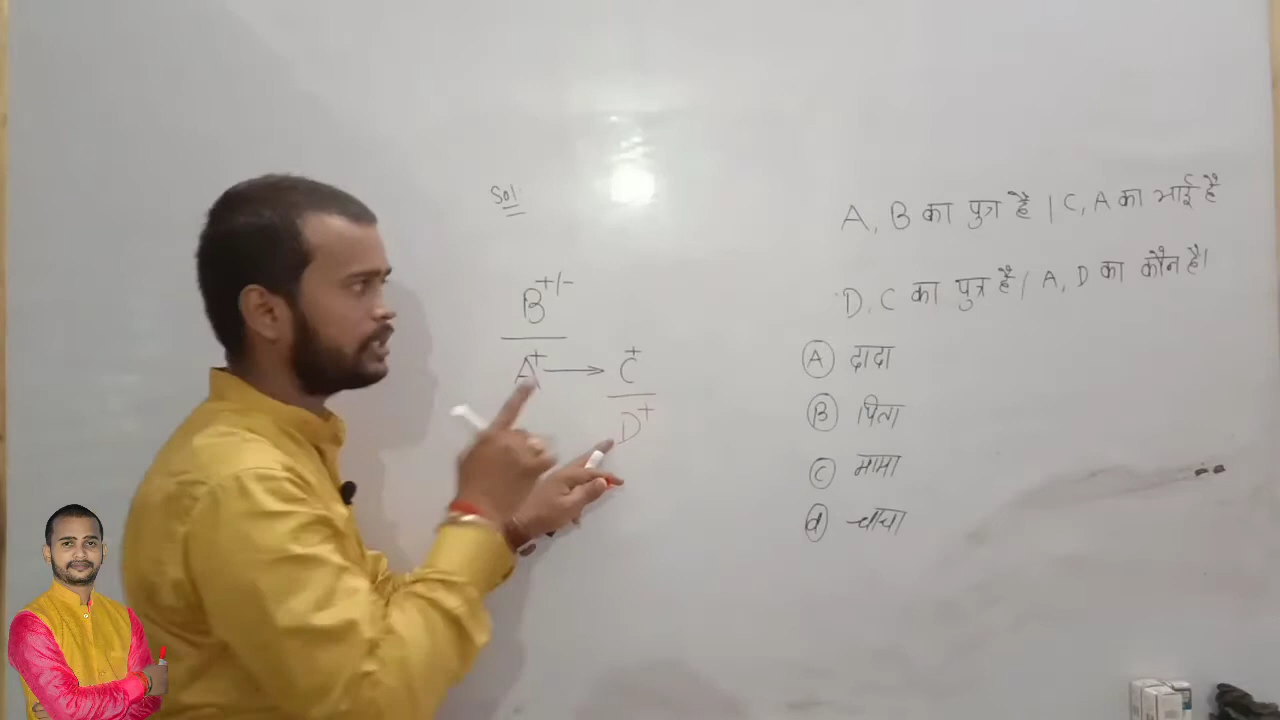 Sol.
B+/-
A+ → C+
D+
A, B का पुत्र है | C, A का भाई है
D, C का पुत्र है | A, D का कौन है।
(A) दादा
(B) पिता
(C) मामा
(d) चाचा